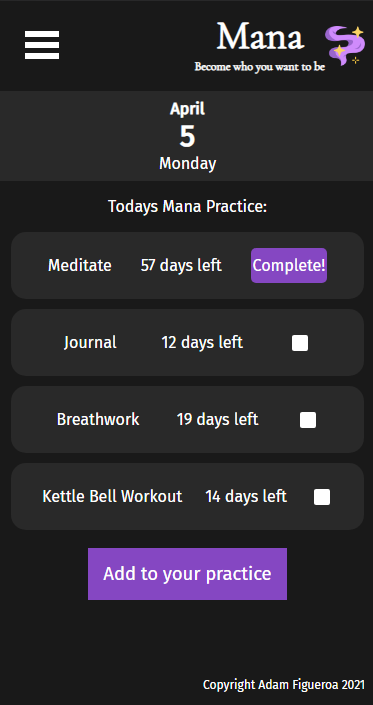 Mana
Become who you want to be
April
5
Monday
Todays Mana Practice:
Meditate 57 days left Complete!
Journal 12 days left
Breathwork 19 days left
Kettle Bell Workout 14 days left
Add to your practice
Copyright Adam Figueroa 2021